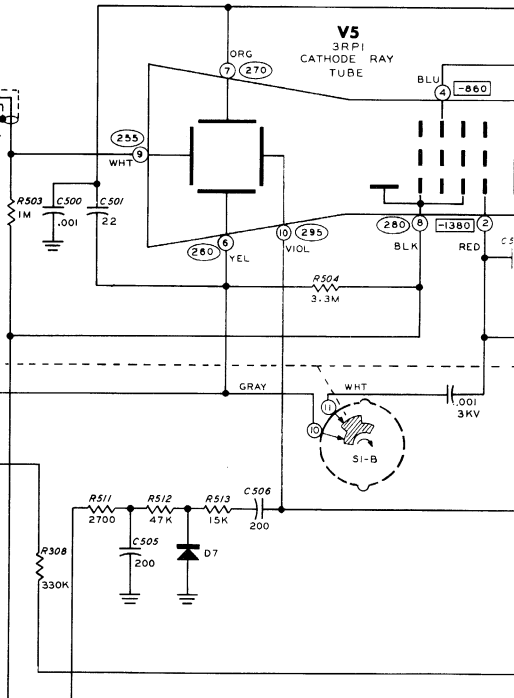 V5
3RP1
CATHODE RAY
TUBE
ORG
7
270
BLU
4
-860
255
9
WHT
R503
1M
C500
.001
C501
22
10
295
VIOL
6
260
YEL
280
8
BLK
-1380
2
RED
C5
R504
3.3M
GRAY
WHT
11
10
.001
3KV
S1-B
R511
2700
R512
47K
R513
15K
C506
200
C505
200
D7
R308
330K